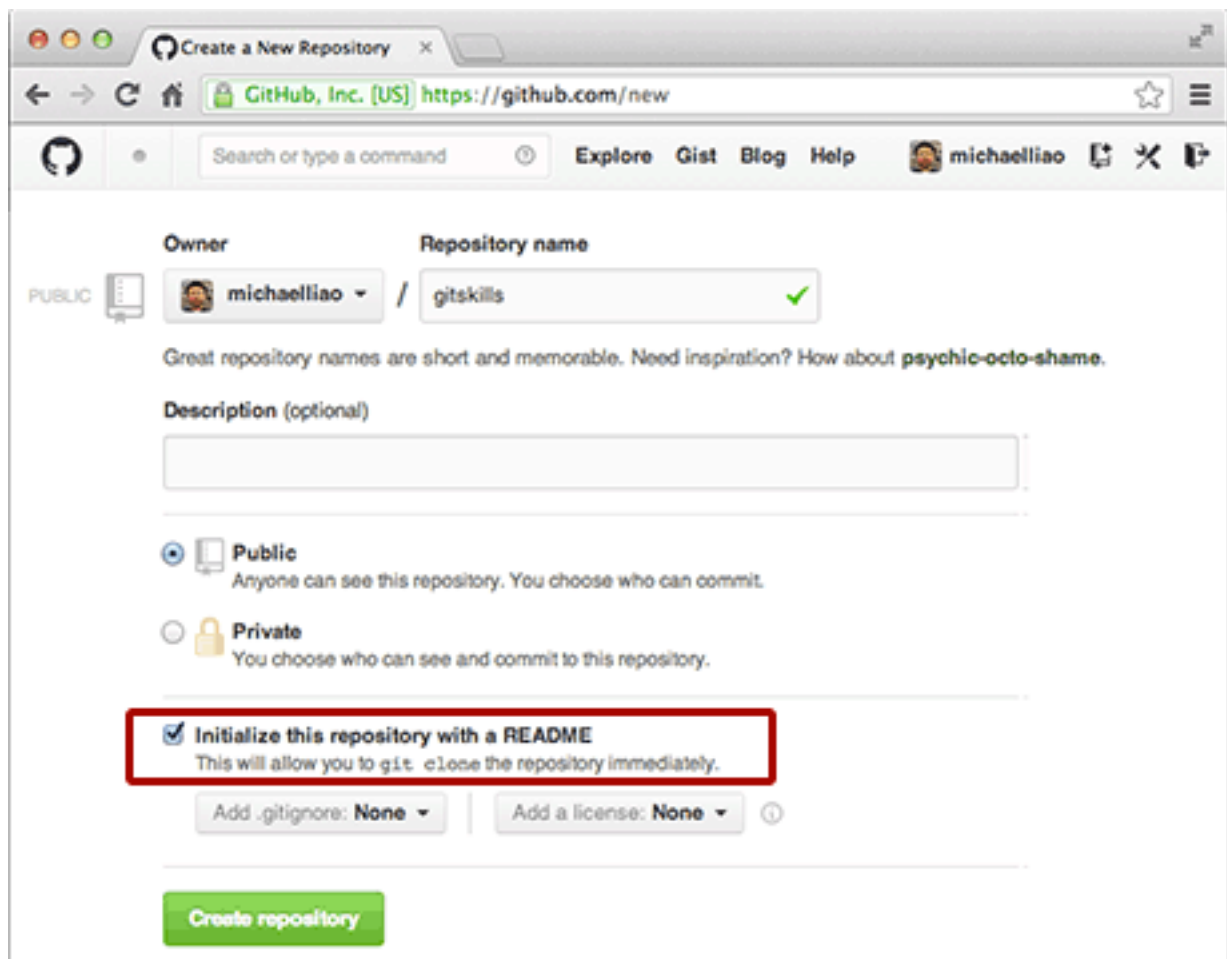 Create a New Repository
GitHub, Inc. [US] https://github.com/new
Search or type a command Explore Gist Blog Help michaelliao
Owner Repository name
PUBLIC michaelliao / gitskills
Great repository names are short and memorable. Need inspiration? How about psychic-octo-shame.
Description (optional)
Public
Anyone can see this repository. You choose who can commit.
Private
You choose who can see and commit to this repository.
Initialize this repository with a README
This will allow you to git clone the repository immediately.
Add .gitignore: None Add a license: None
Create repository